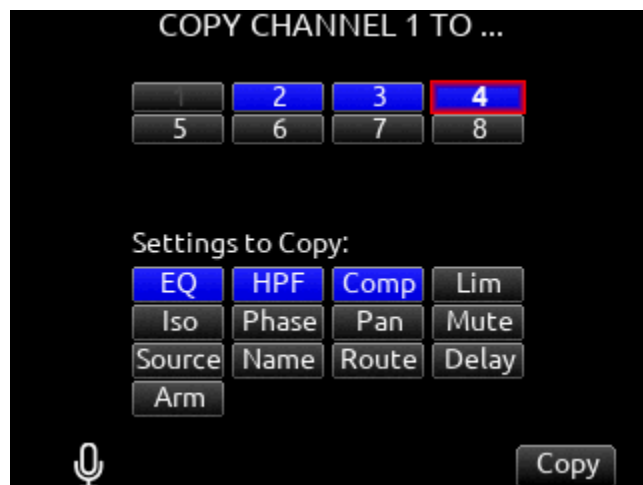 COPY CHANNEL 1 TO ...
1 2 3 4
5 6 7 8
Settings to Copy:
EQ HPF Comp Lim
Iso Phase Pan Mute
Source Name Route Delay
Arm
Copy